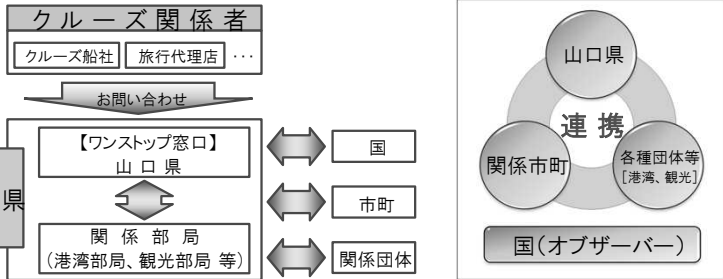 クルーズ関係者
クルーズ船社
旅行代理店
･･･
お問い合わせ
県
【ワンストップ窓口】
山口県
関係部局
(港湾部局、観光部局 等)
国
市町
関係団体
山口県
連携
関係市町
各種団体等
[港湾、観光]
国(オブザーバー)